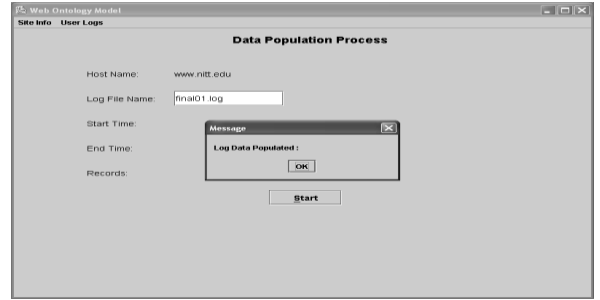 Web Ontology Model
Site Info User Logs
Data Population Process
Host Name: www.nitt.edu
Log File Name: final01.log
Start Time:
Message
Log Data Populated :
End Time:
OK
Records:
Start